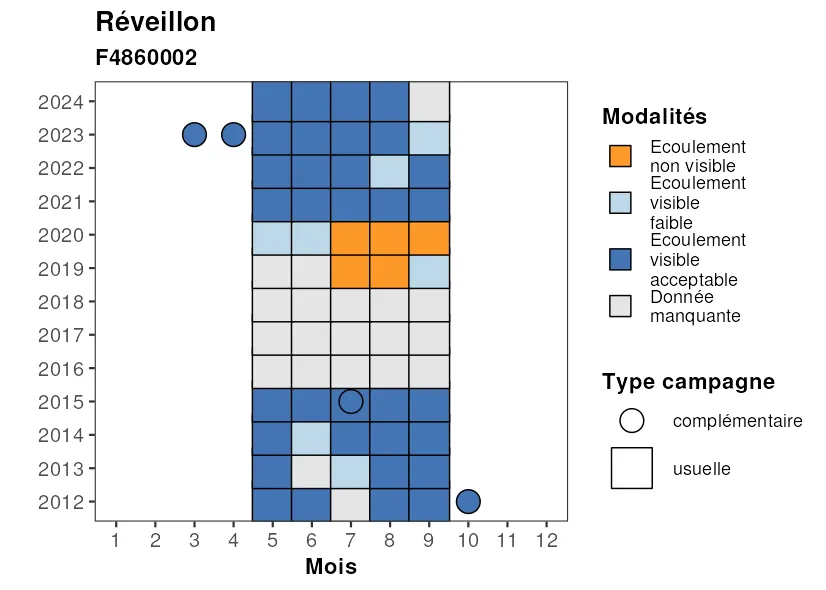 Réveillon
F4860002
2024
2023
2022
2021
2020
2019
2018
2017
2016
2015
2014
2013
2012
1 2 3 4 5 6 7 8 9 10 11 12
Mois
Modalités
Ecoulement
non visible
Ecoulement
visible
faible
Ecoulement
visible
acceptable
Donnée
manquante
Type campagne
complémentaire
usuelle